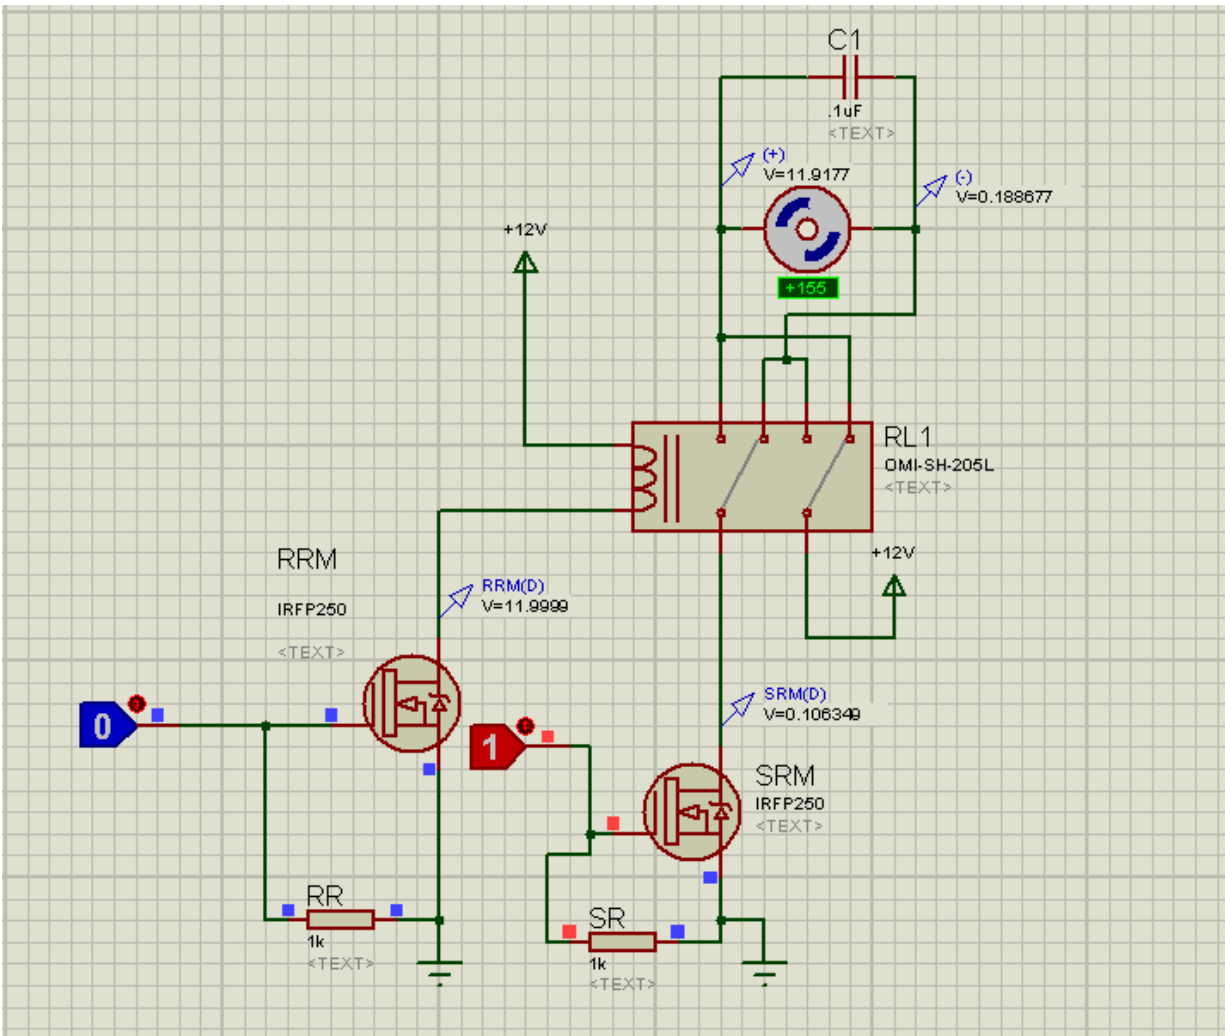 C1
.1uF
<TEXT>
(+)
V=11.9177
(-)
V=0.188677
+12V
+155
RL1
OMI-SH-205L
<TEXT>
+12V
RRM
IRFP250
<TEXT>
RRM(D)
V=11.9999
SRM(D)
V=0.106349
0
1
SRM
IRFP250
<TEXT>
RR
1k
<TEXT>
SR
1k
<TEXT>